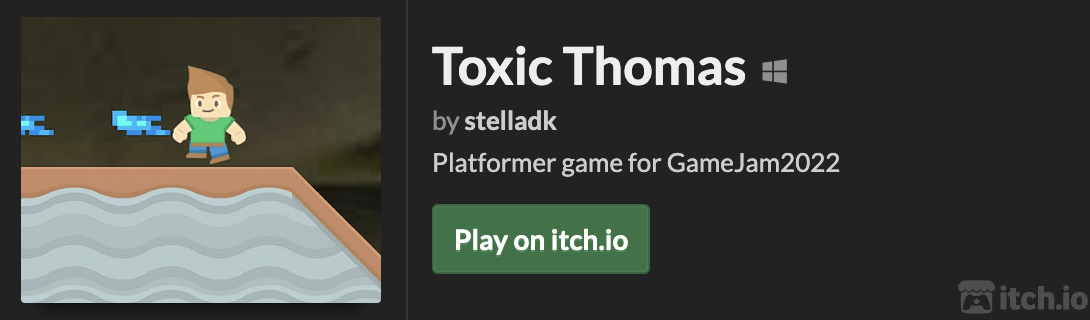 Toxic Thomas
by stelladk
Platformer game for GameJam2022
Play on itch.io
itch.io